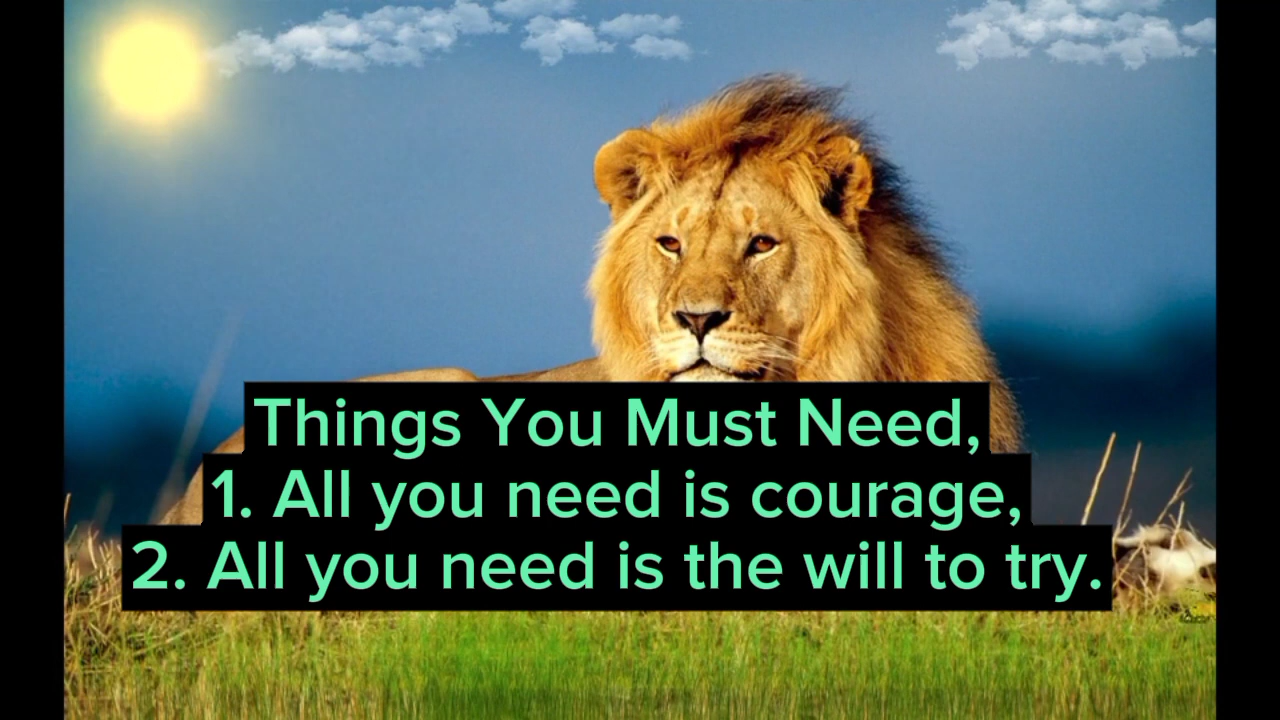 Things You Must Need,
1. All you need is courage,
2. All you need is the will to try.